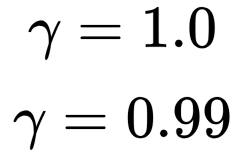 γ = 1.0
γ = 0.99